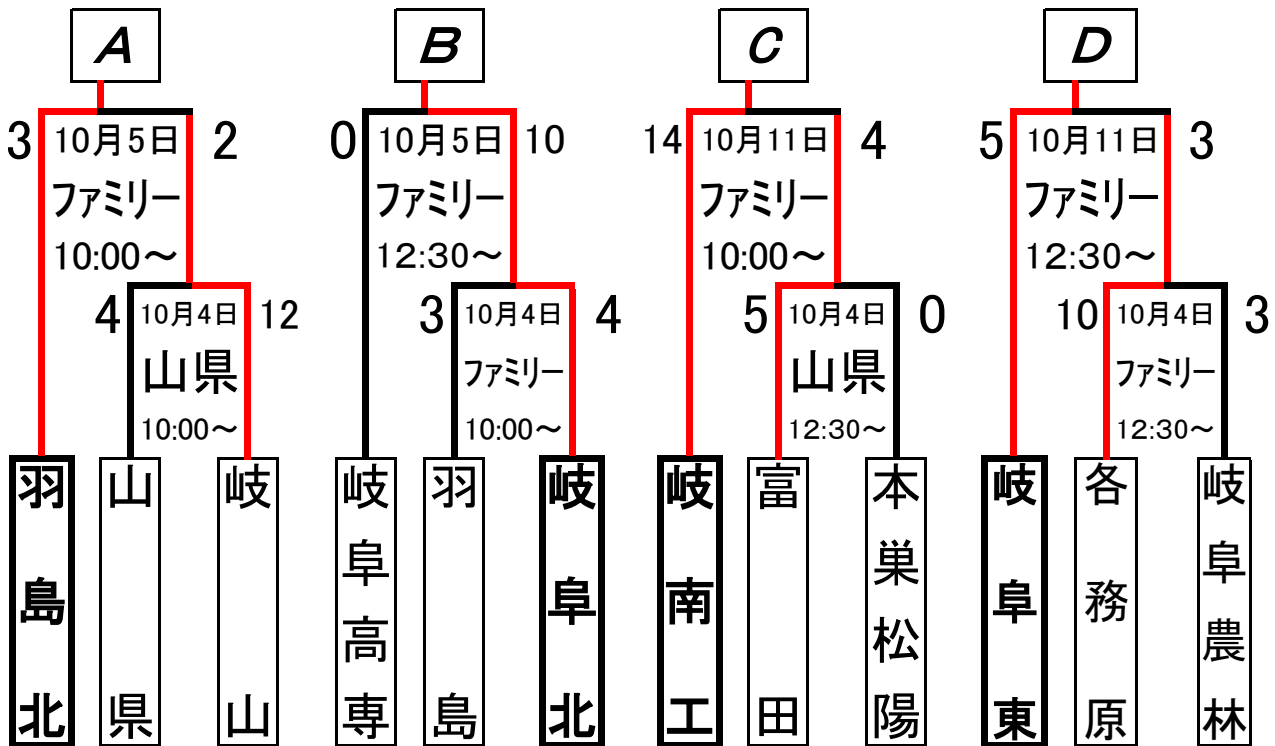 A
3
10月5日
2
ファミリー
10:00～
4
10月4日
12
山県
10:00～
羽島北
山県
岐山
B
0
10月5日
10
ファミリー
12:30～
3
10月4日
4
ファミリー
10:00～
岐阜高専
羽島
岐阜北
C
14
10月11日
4
ファミリー
10:00～
5
10月4日
0
山県
12:30～
岐南工
富田
本巣松陽
D
5
10月11日
3
ファミリー
12:30～
10
10月4日
3
ファミリー
12:30～
岐阜東
各務原
岐阜農林